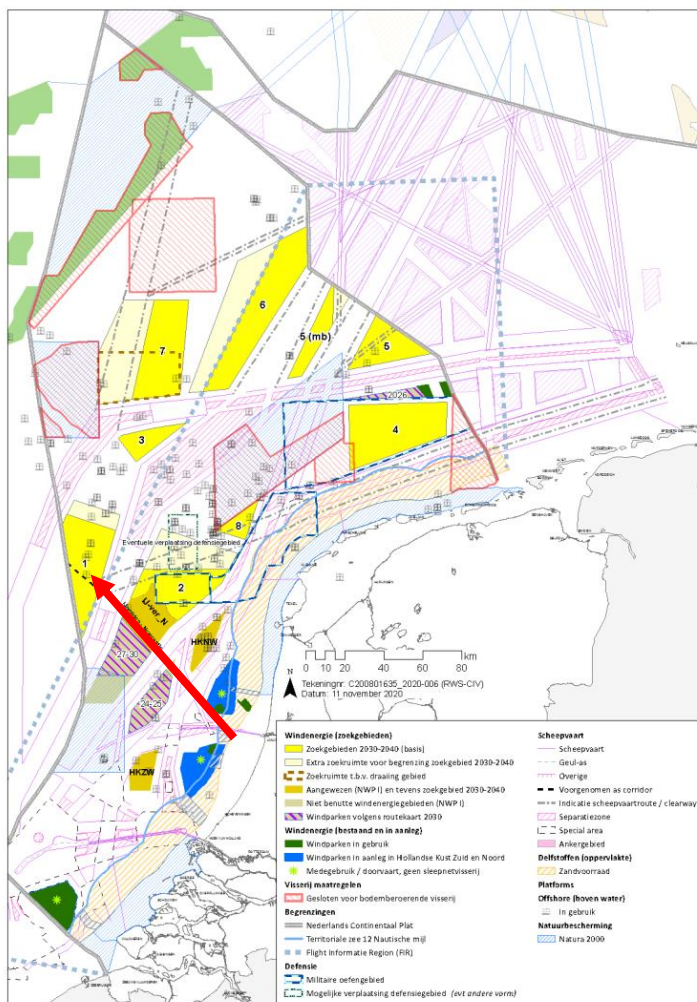 6
5 (mb)
5
7
2026
4
3
8
Eventuele verplaatsing defensiegebied
1
2
IJ-ver_N
HKNW
27-30
24-25
HKZW
TEXEL
0 10 20 40 60 80
km
N
Tekeningnr. C200801635_2020-006 (RWS-CIV)
Datum: 11 november 2020
Windenergie (zoekgebieden)
Zoekgebieden 2030-2040 (basis)
Extra zoekruimte voor begrenzing zoekgebied 2030-2040
Zoekruimte t.b.v. draaiing gebied
Aangewezen (NWP I) en tevens zoekgebied 2030-2040
Niet benutte windenergiegebieden (NWP I)
Windparken volgens routekaart 2030
Windenergie (bestaand en in aanleg)
Windparken in gebruik
Windparken in aanleg in Hollandse Kust Zuid en Noord
Medegebruik / doorvaart, geen sleepnetvisserij
Visserij maatregelen
Gesloten voor bodemberoerende visserij
Begrenzingen
Nederlands Continentaal Plat
Territoriale zee 12 Nautische mijl
Flight Informatie Region (FIR)
Defensie
Militaire oefengebied
Mogelijke verplaatsing defensiegebied (evt andere vorm)
Scheepvaart
Scheepvaart
Geul-as
Overige
Voorgenomen as corridor
Indicatie scheepvaartroute / clearway
Separatiezone
Special area
Ankergebied
Delfstoffen (oppervlakte)
Zandvoorraad
Platforms
Offshore (boven water)
In gebruik
Natuurbescherming
Natura 2000